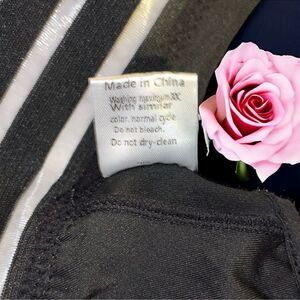 Made in China
Washing maximum
With similar
color. normal cycle
Do not bleach.
Do not dry-clean